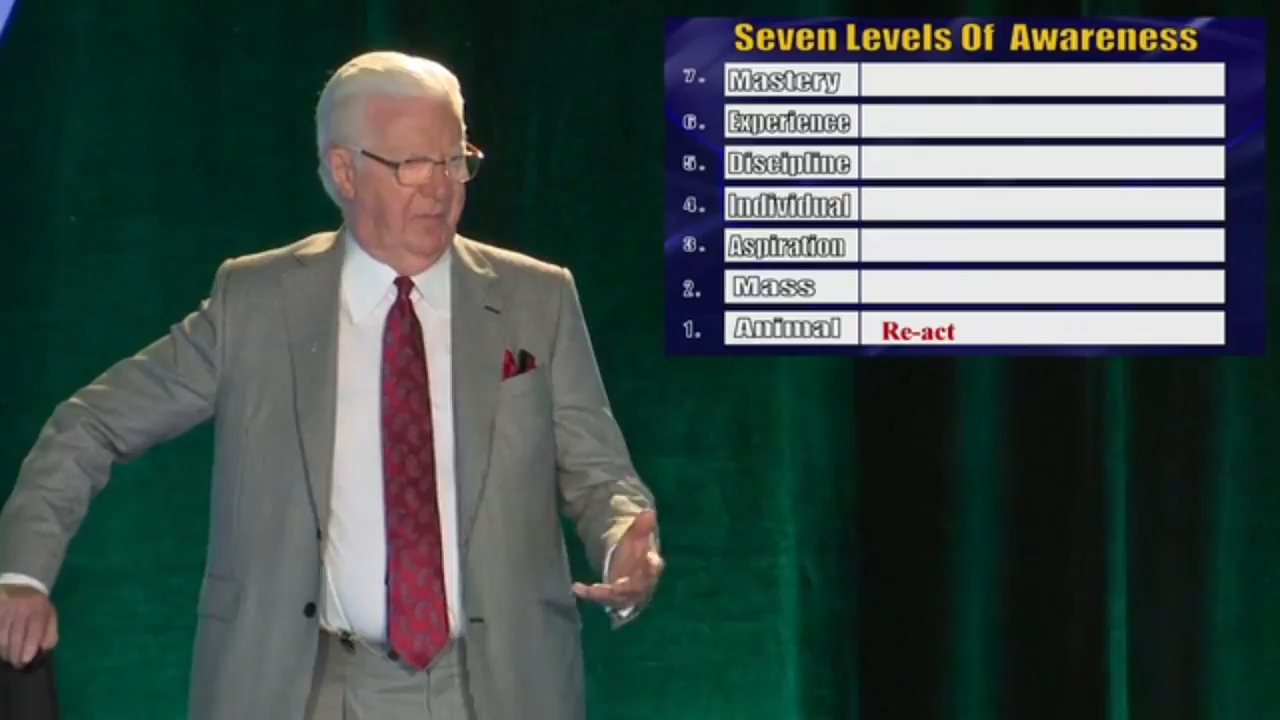 Seven Levels Of Awareness
7. Mastery
6. Experience
5. Discipline
4. Individual
3. Aspiration
2. Mass
1. Animal Re-act